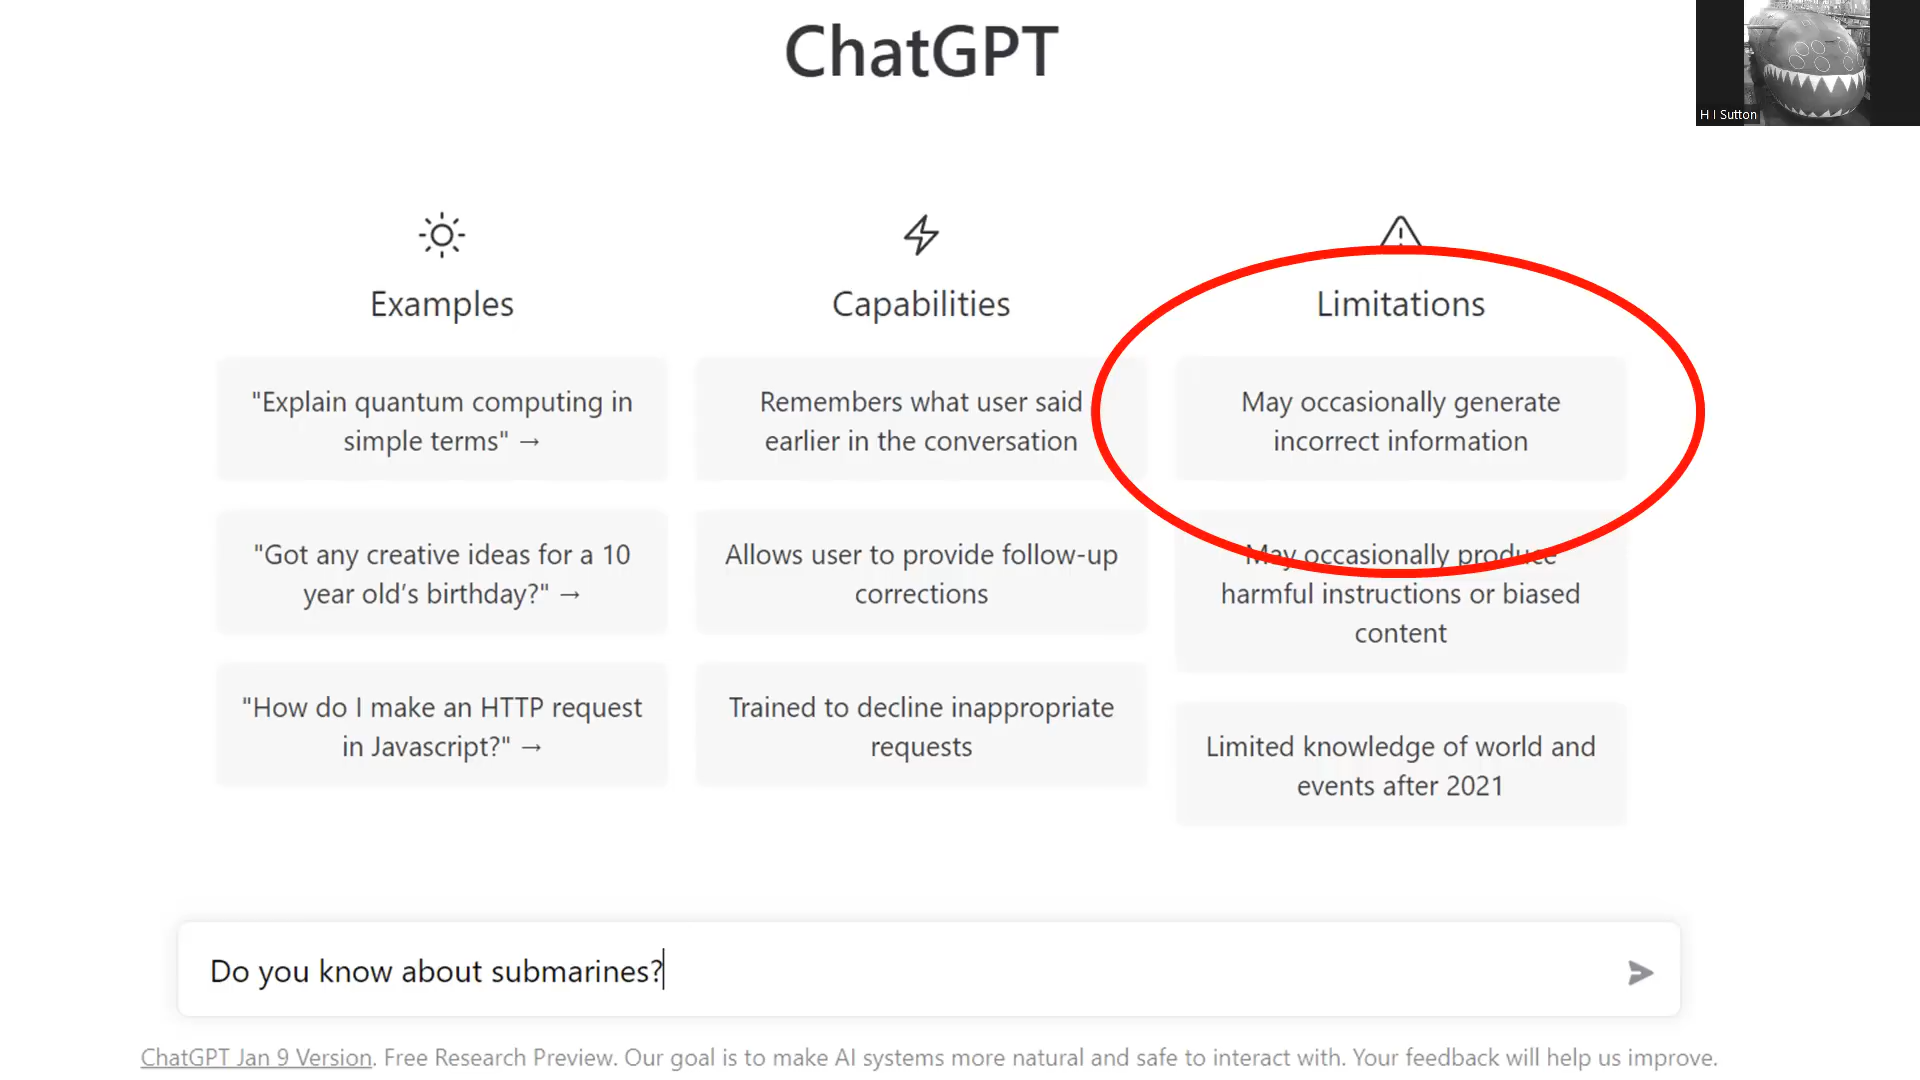 ChatGPT
H I Sutton
Examples
"Explain quantum computing in
simple terms" →
"Got any creative ideas for a 10
year old’s birthday?" →
"How do I make an HTTP request
in Javascript?" →
Capabilities
Remembers what user said
earlier in the conversation
Allows user to provide follow-up
corrections
Trained to decline inappropriate
requests
Limitations
May occasionally generate
incorrect information
May occasionally produce
harmful instructions or biased
content
Limited knowledge of world and
events after 2021
Do you know about submarines?
ChatGPT Jan 9 Version. Free Research Preview. Our goal is to make AI systems more natural and safe to interact with. Your feedback will help us improve.